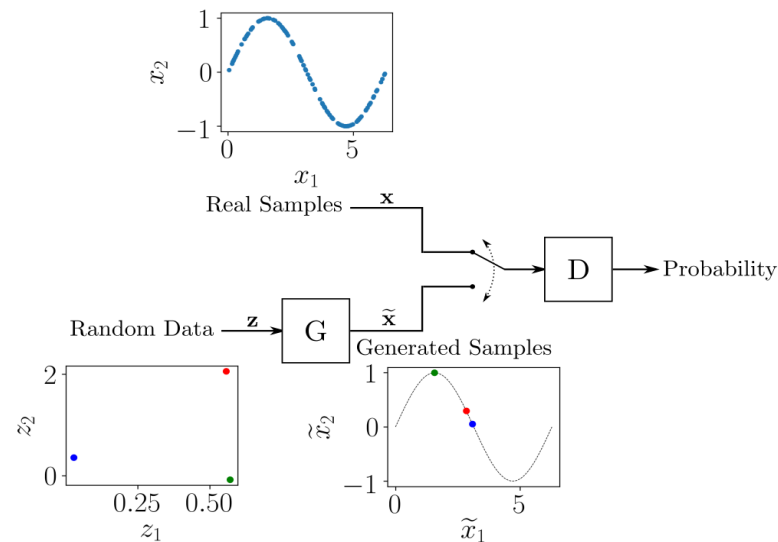 1
0
−1
x₂
0
5
x₁
Real Samples
x
D
Probability
Random Data
z
G
x̃
Generated Samples
2
0
z₂
0.25
0.50
z₁
1
0
−1
x̃₂
0
5
x̃₁